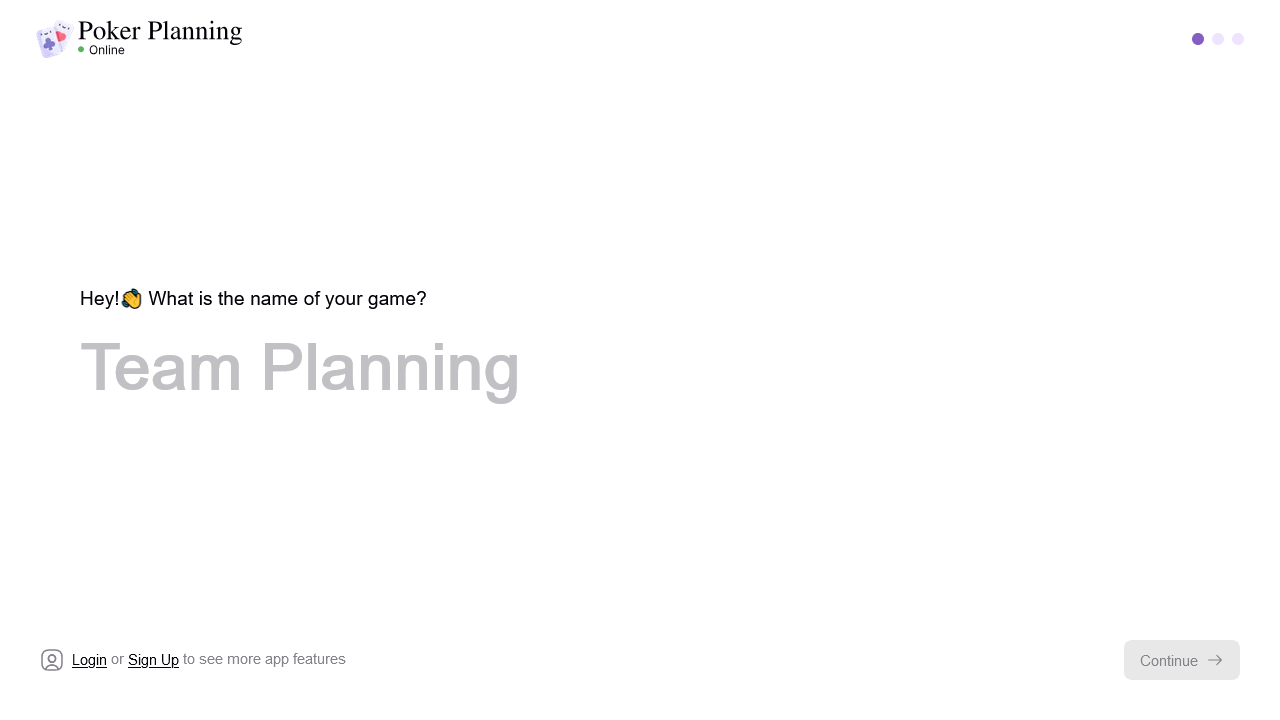 Poker Planning
Online
Hey!👋 What is the name of your game?
Team Planning
Login or Sign Up to see more app features
Continue